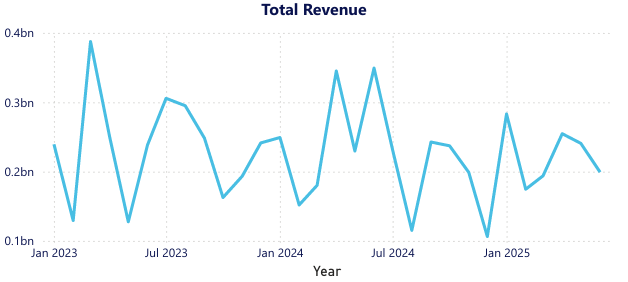 Total Revenue
0.4bn
0.3bn
0.2bn
0.1bn
Jan 2023 Jul 2023 Jan 2024 Jul 2024 Jan 2025
Year